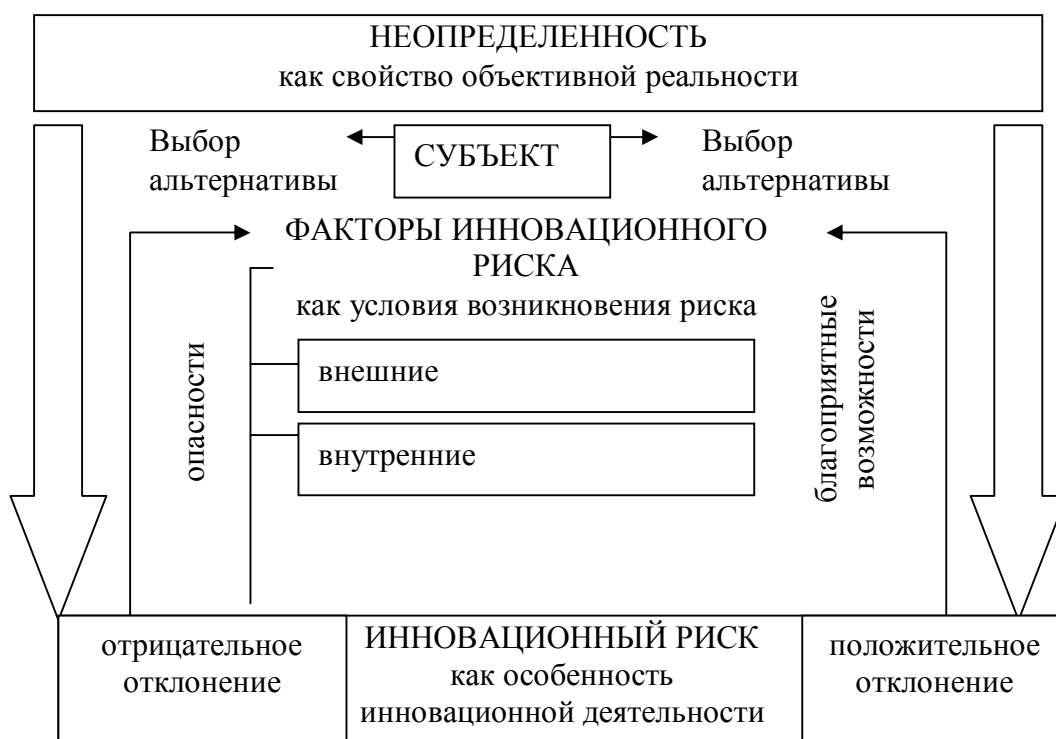 НЕОПРЕДЕЛЕННОСТЬ
как свойство объективной реальности
Выбор
альтернативы
СУБЪЕКТ
Выбор
альтернативы
ФАКТОРЫ ИННОВАЦИОННОГО
РИСКА
как условия возникновения риска
опасности
внешние
внутренние
благоприятные
возможности
отрицательное
отклонение
ИННОВАЦИОННЫЙ РИСК
как особенность
инновационной деятельности
положительное
отклонение